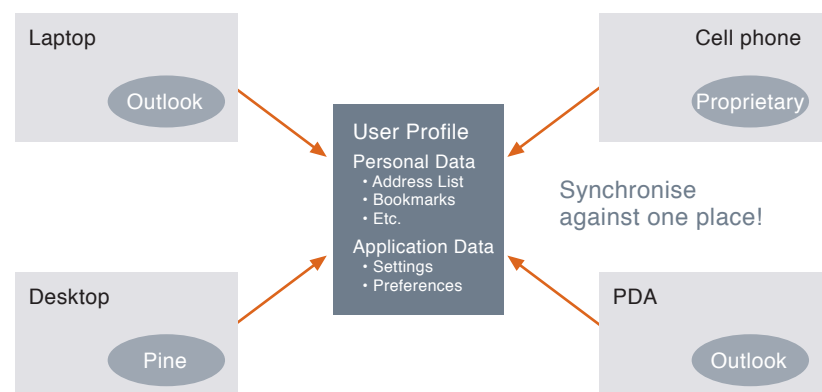 Laptop
Outlook
Cell phone
Proprietary
User Profile
Personal Data
• Address List
• Bookmarks
• Etc.
Application Data
• Settings
• Preferences
Synchronise
against one place!
Desktop
Pine
PDA
Outlook